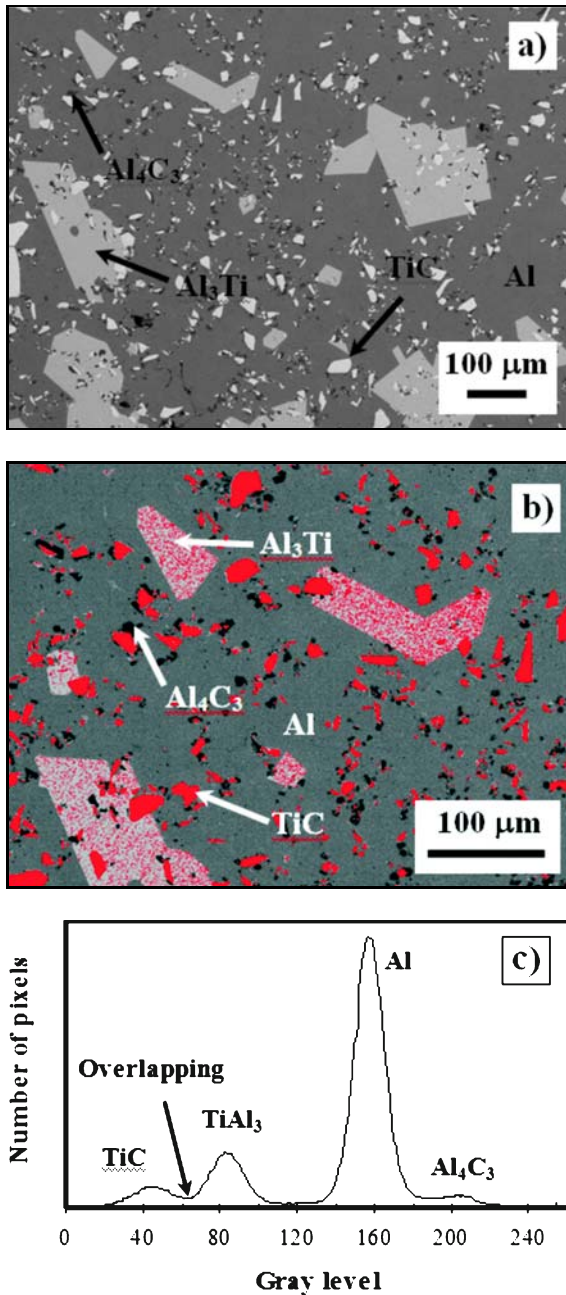 a)
Al₄C₃
Al₃Ti
TiC
Al
100 μm
b)
Al₃Ti
Al₄C₃
Al
TiC
100 μm
c)
Al
Overlapping
TiAl₃
TiC
Al₄C₃
Number of pixels
0 40 80 120 160 200 240
Gray level